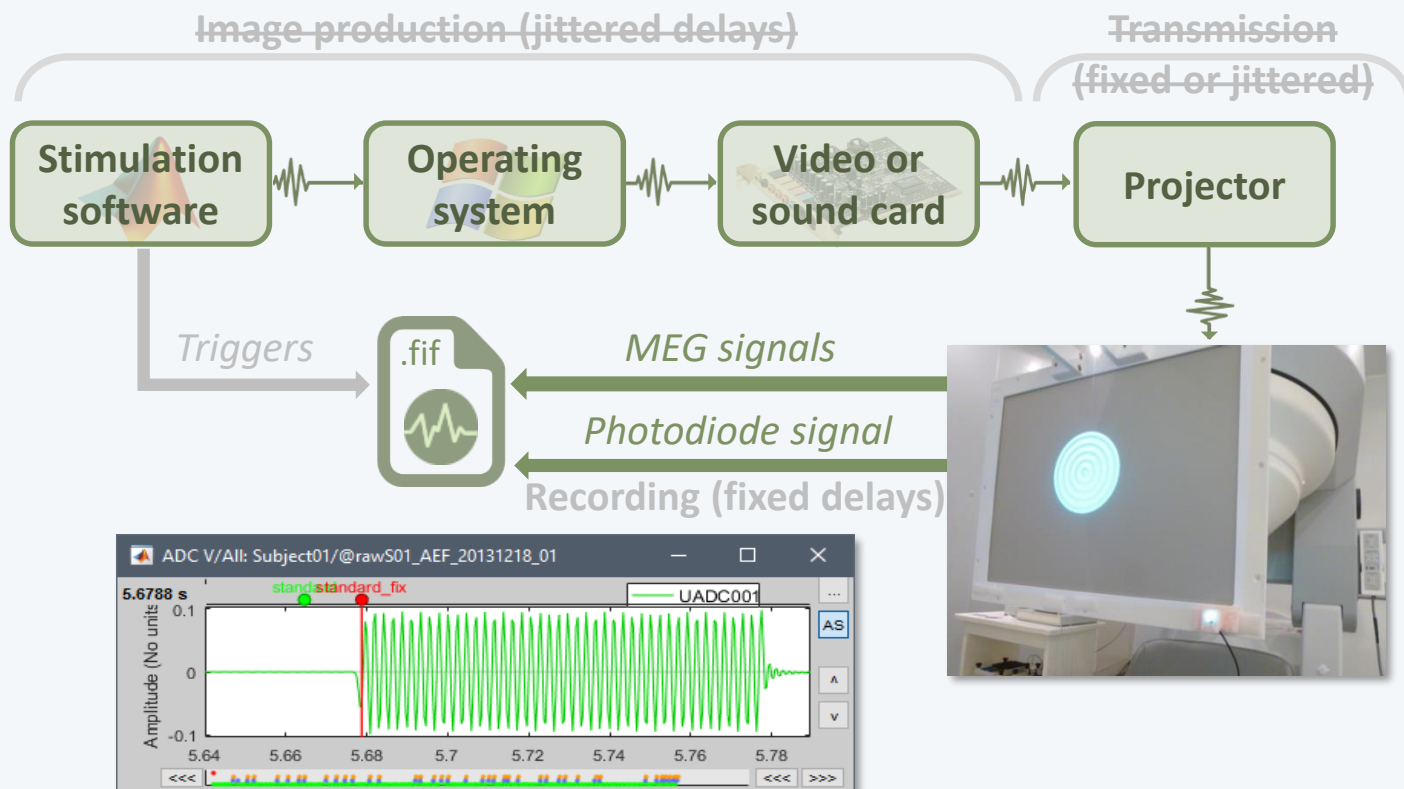 Image production (jittered delays)
Transmission
(fixed or jittered)
Stimulation
software
Operating
system
Video or
sound card
Projector
Triggers
.fif
MEG signals
Photodiode signal
Recording (fixed delays)
ADC V/All: Subject01/@rawS01_AEF_20131218_01
5.6788 s
standard
standard_fix
UADC001
...
AS
Amplitude (No units
0.1
0
-0.1
^
v
5.64 5.66 5.68 5.7 5.72 5.74 5.76 5.78
<<< <<< >>>